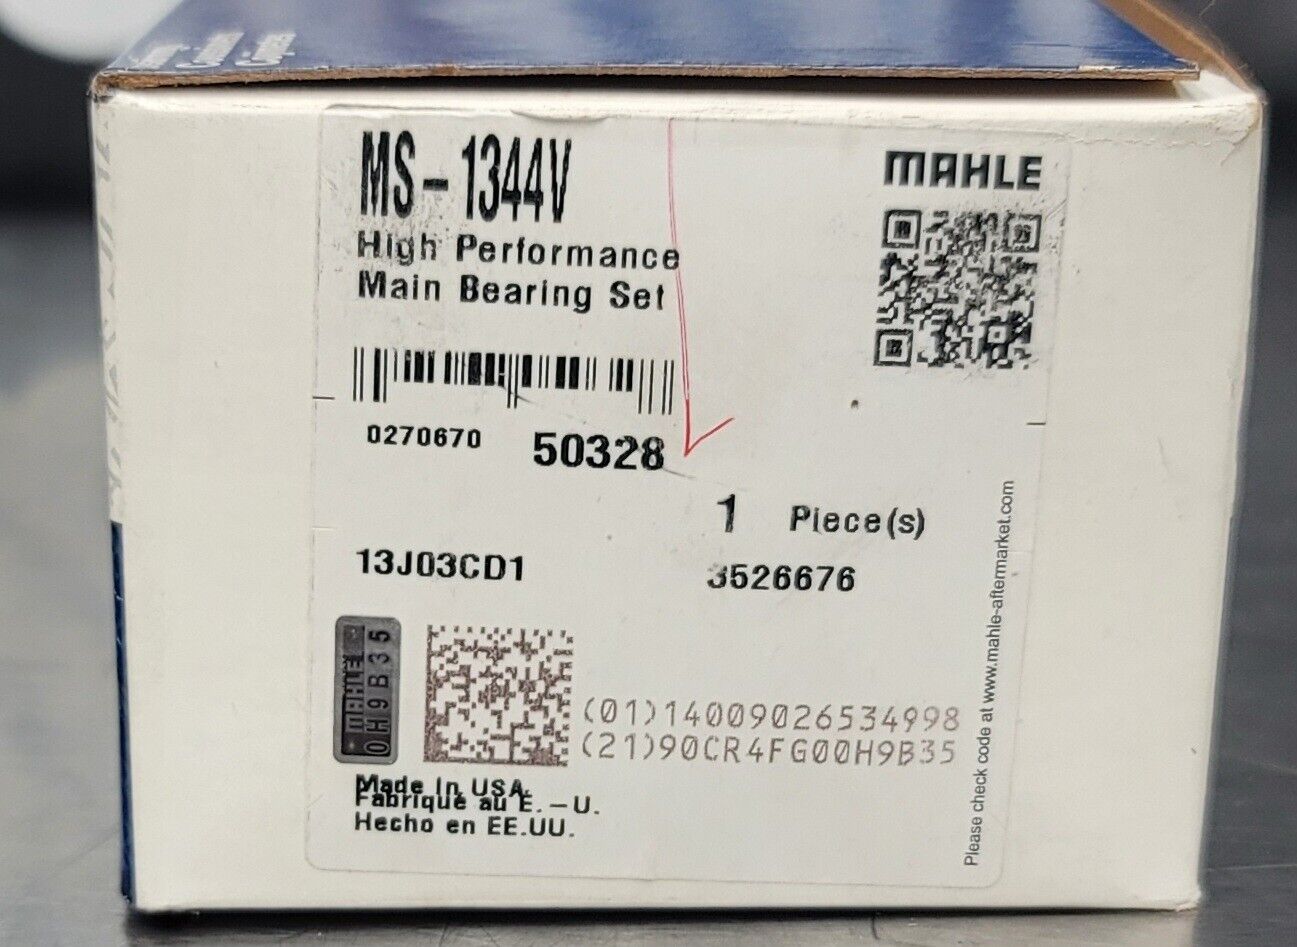 MS-1344V
High Performance
Main Bearing Set
MAHLE
0270670 50328
1 Piece(s)
13J03CD1 3526676
MAHLE
0H9B35
(01)14009026534998
(21)90CR4FG00H9B35
Made in USA.
Fabriqué au E.-U.
Hecho en EE.UU.
Please check code at www.mahle-aftermarket.com